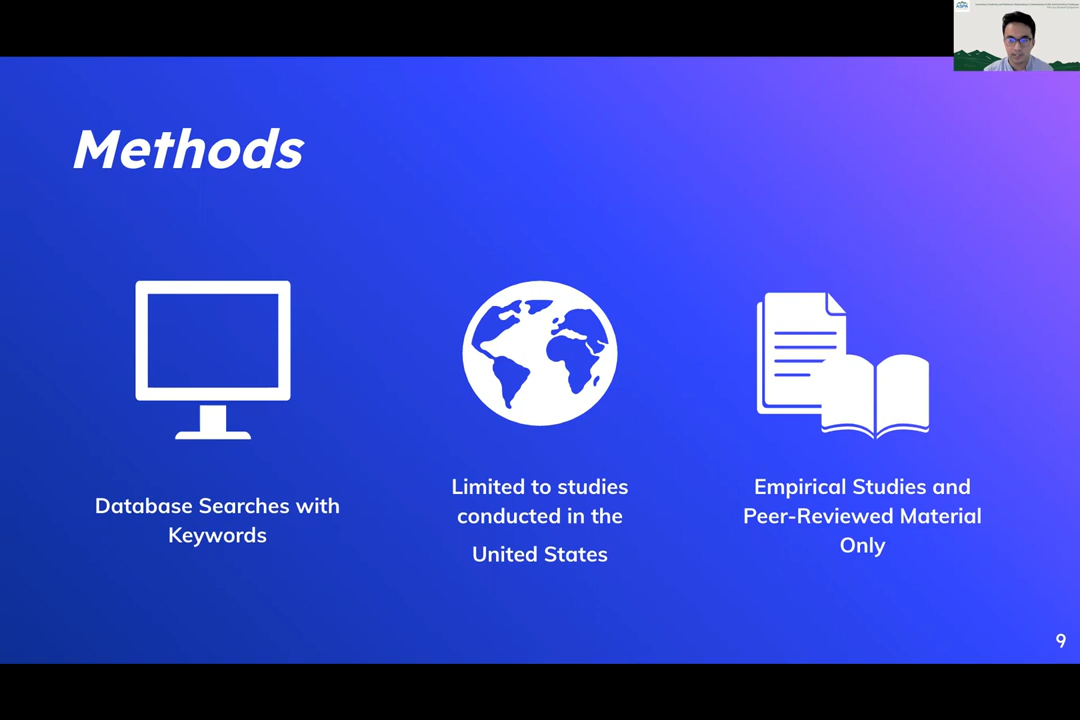 ASPA
Methods
Database Searches with
Keywords
Limited to studies
conducted in the
United States
Empirical Studies and
Peer-Reviewed Material
Only
9